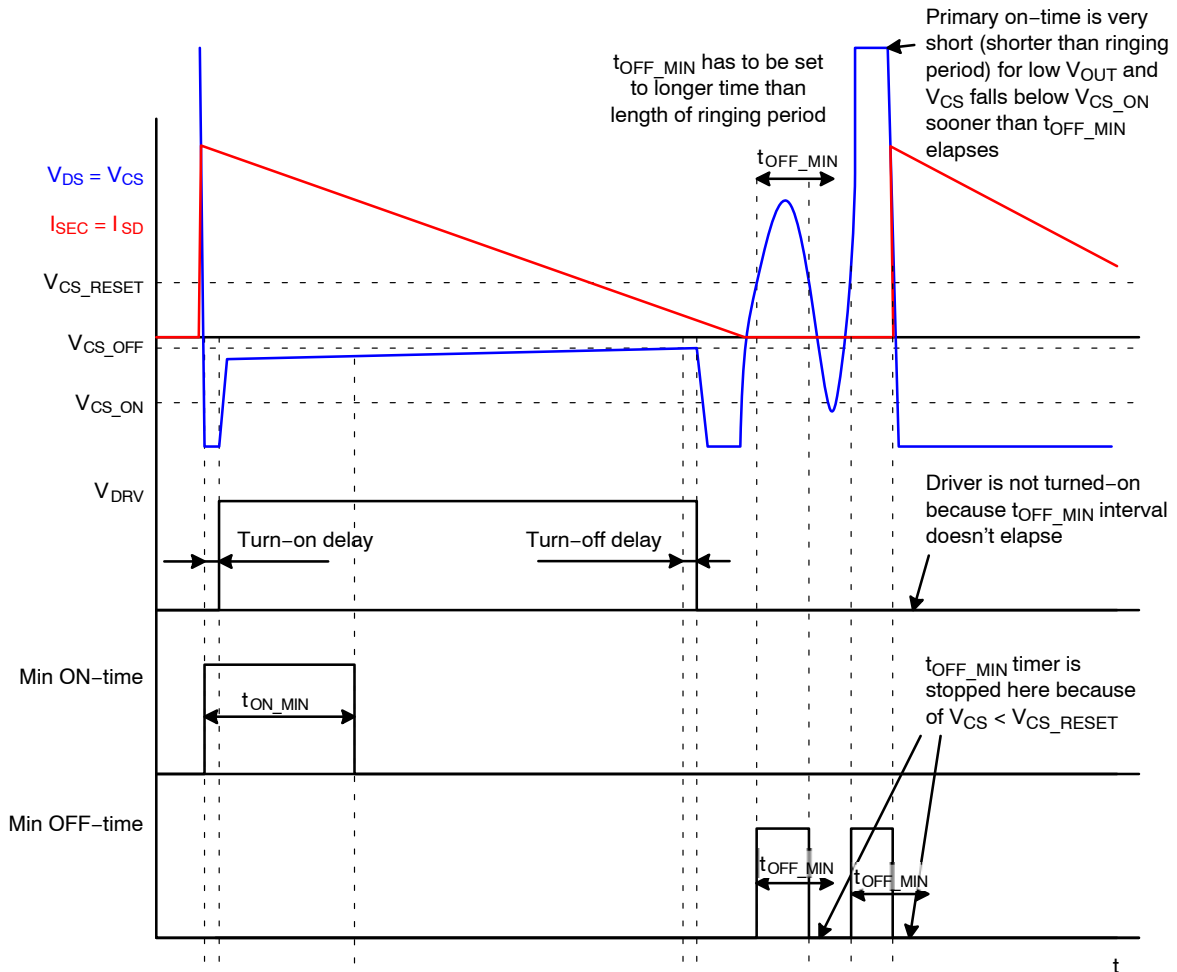 Primary on−time is very
short (shorter than ringing
period) for low VOUT and
VCS falls below VCS_ON
sooner than tOFF_MIN
elapses
tOFF_MIN has to be set
to longer time than
length of ringing period
tOFF_MIN
VDS = VCS
ISEC = ISD
VCS_RESET
VCS_OFF
VCS_ON
VDRV
Turn−on delay
Turn−off delay
Driver is not turned−on
because tOFF_MIN interval
doesn't elapse
Min ON−time
tON_MIN
tOFF_MIN timer is
stopped here because
of VCS < VCS_RESET
Min OFF−time
tOFF_MIN
tOFF_MIN
t